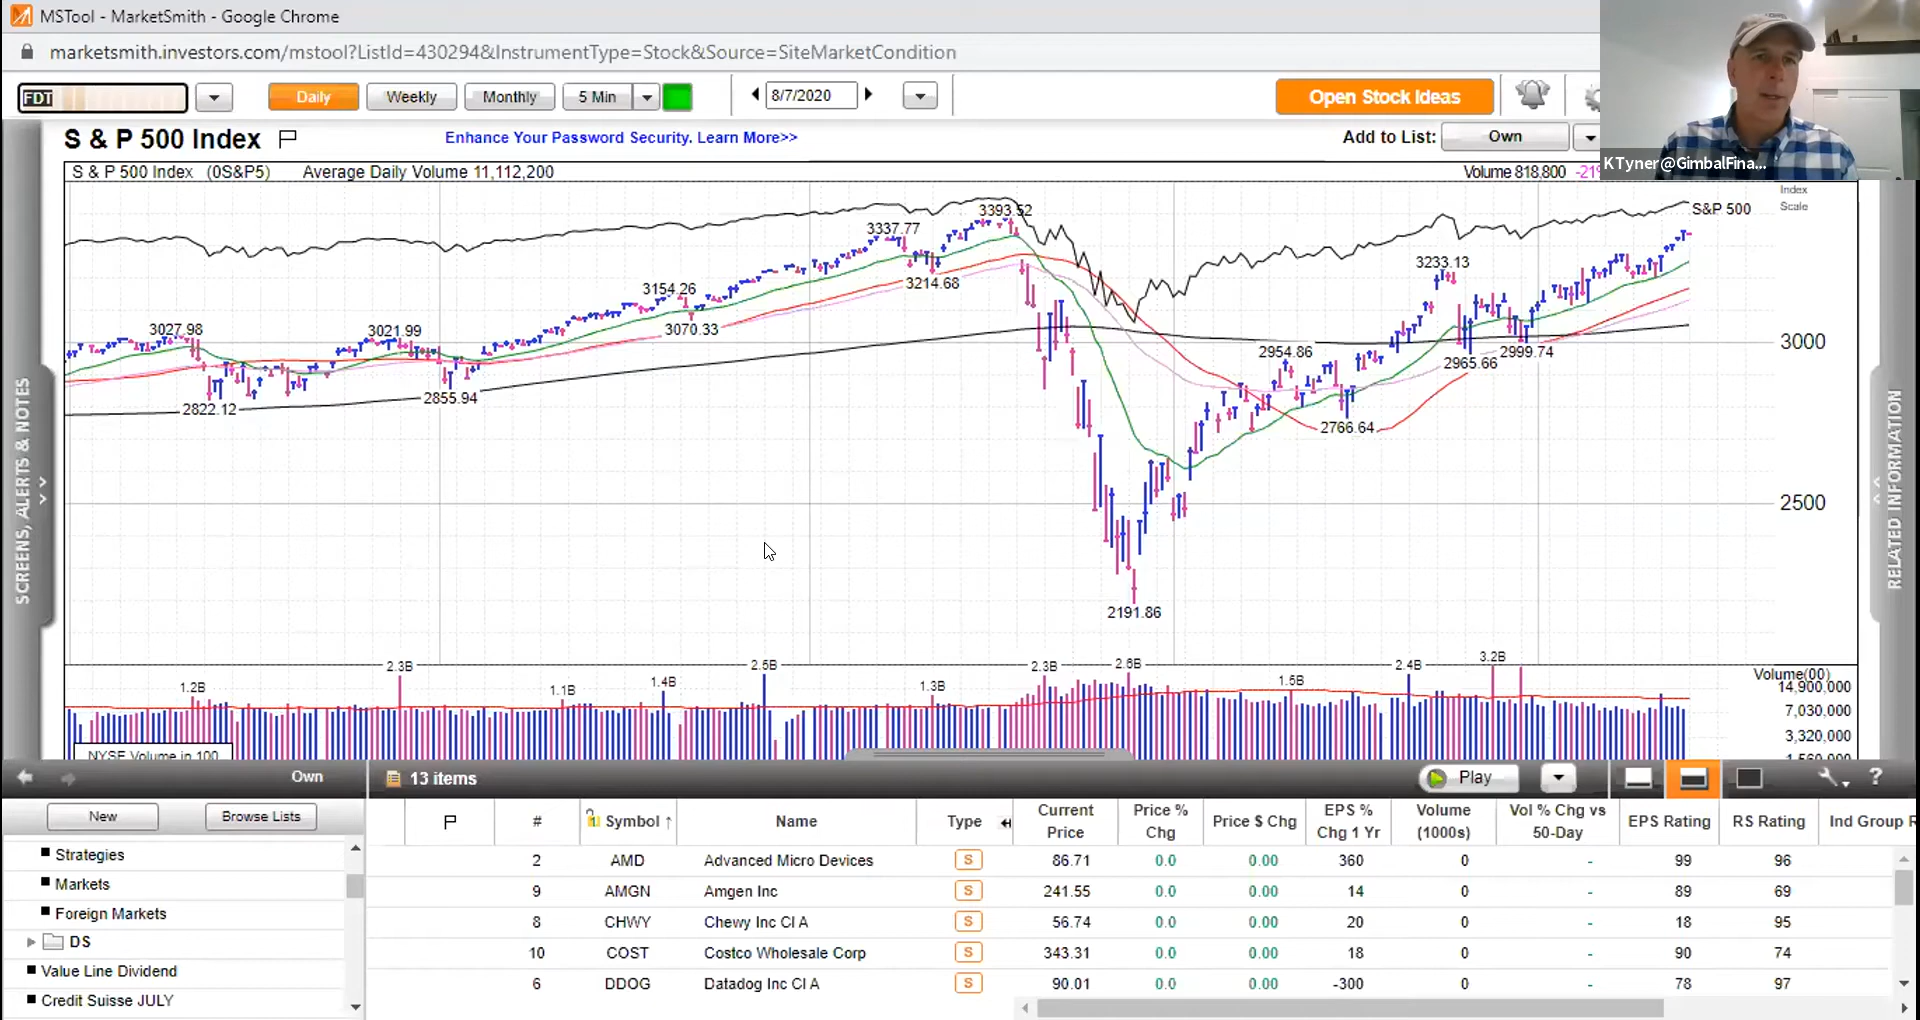 MSTool - MarketSmith - Google Chrome
marketsmith.investors.com/mstool?ListId=430294&InstrumentType=Stock&Source=SiteMarketCondition
FDT Daily Weekly Monthly 5 Min 8/7/2020 Open Stock Ideas
S & P 500 Index Enhance Your Password Security. Learn More>> Add to List: Own
KTyner@GimbalFina...
S & P 500 Index (0S&P5) Average Daily Volume 11,112,200 Volume 818,800 -21%
Index
Scale
S&P 500
3393.52
3337.77
3233.13
3214.68
3154.26
3070.33
3027.98 3021.99
3000
2954.86 2965.66 2999.74
2855.94
2822.12
2766.64
2500
2191.86
SCREENS, ALERTS & NOTES
RELATED INFORMATION
2.3B 2.5B 2.3B 2.6B 2.4B 3.2B
1.2B 1.1B 1.4B 1.3B 1.5B
Volume(00)
14,900,000
7,030,000
3,320,000
1,560,000
NYSE Volume in 100
Own 13 items Play ?
New Browse Lists
Strategies
Markets
Foreign Markets
DS
Value Line Dividend
Credit Suisse JULY
# Symbol ↑ Name Type Current Price Price % Chg Price $ Chg EPS % Chg 1 Yr Volume (1000s) Vol % Chg vs 50-Day EPS Rating RS Rating Ind Group R
2 AMD Advanced Micro Devices S 86.71 0.0 0.00 360 0 - 99 96
9 AMGN Amgen Inc S 241.55 0.0 0.00 14 0 - 89 69
8 CHWY Chewy Inc Cl A S 56.74 0.0 0.00 20 0 - 18 95
10 COST Costco Wholesale Corp S 343.31 0.0 0.00 18 0 - 90 74
6 DDOG Datadog Inc Cl A S 90.01 0.0 0.00 -300 0 - 78 97